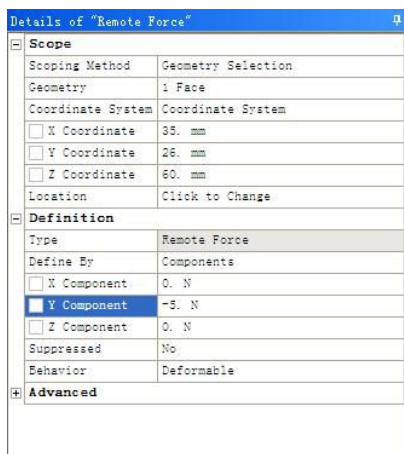 Details of "Remote Force"
Scope
Scoping Method Geometry Selection
Geometry 1 Face
Coordinate System Coordinate System
X Coordinate 35. mm
Y Coordinate 26. mm
Z Coordinate 60. mm
Location Click to Change
Definition
Type Remote Force
Define By Components
X Component 0. N
Y Component -5. N
Z Component 0. N
Suppressed No
Behavior Deformable
Advanced